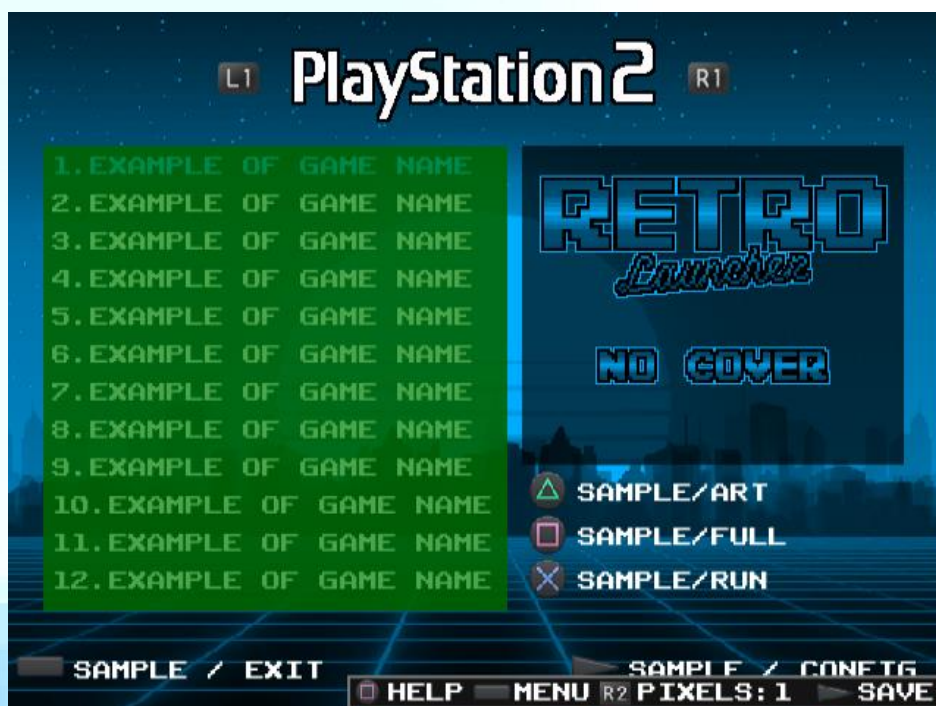 L1 PlayStation 2 R1
1.EXAMPLE OF GAME NAME
2.EXAMPLE OF GAME NAME
3.EXAMPLE OF GAME NAME
4.EXAMPLE OF GAME NAME
5.EXAMPLE OF GAME NAME
6.EXAMPLE OF GAME NAME
7.EXAMPLE OF GAME NAME
8.EXAMPLE OF GAME NAME
9.EXAMPLE OF GAME NAME
10.EXAMPLE OF GAME NAME
11.EXAMPLE OF GAME NAME
12.EXAMPLE OF GAME NAME
RETRO
Launcher
NO COVER
SAMPLE/ART
SAMPLE/FULL
SAMPLE/RUN
SAMPLE / EXIT
SAMPLE / CONFIG
HELP MENU R2 PIXELS:1 SAVE